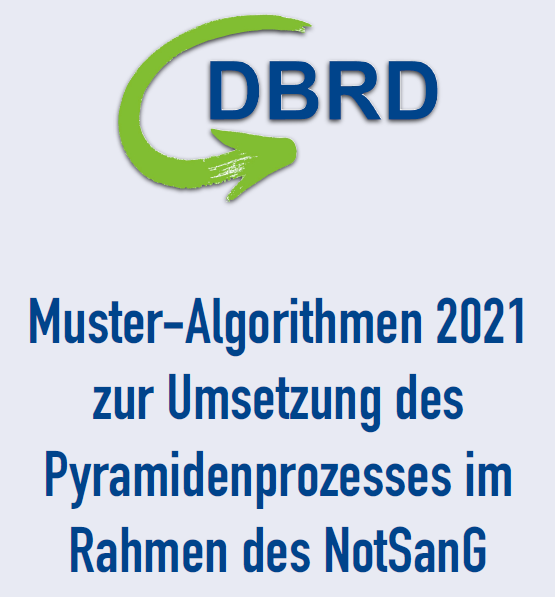 DBRD
Muster-Algorithmen 2021
zur Umsetzung des
Pyramidenprozesses im
Rahmen des NotSanG